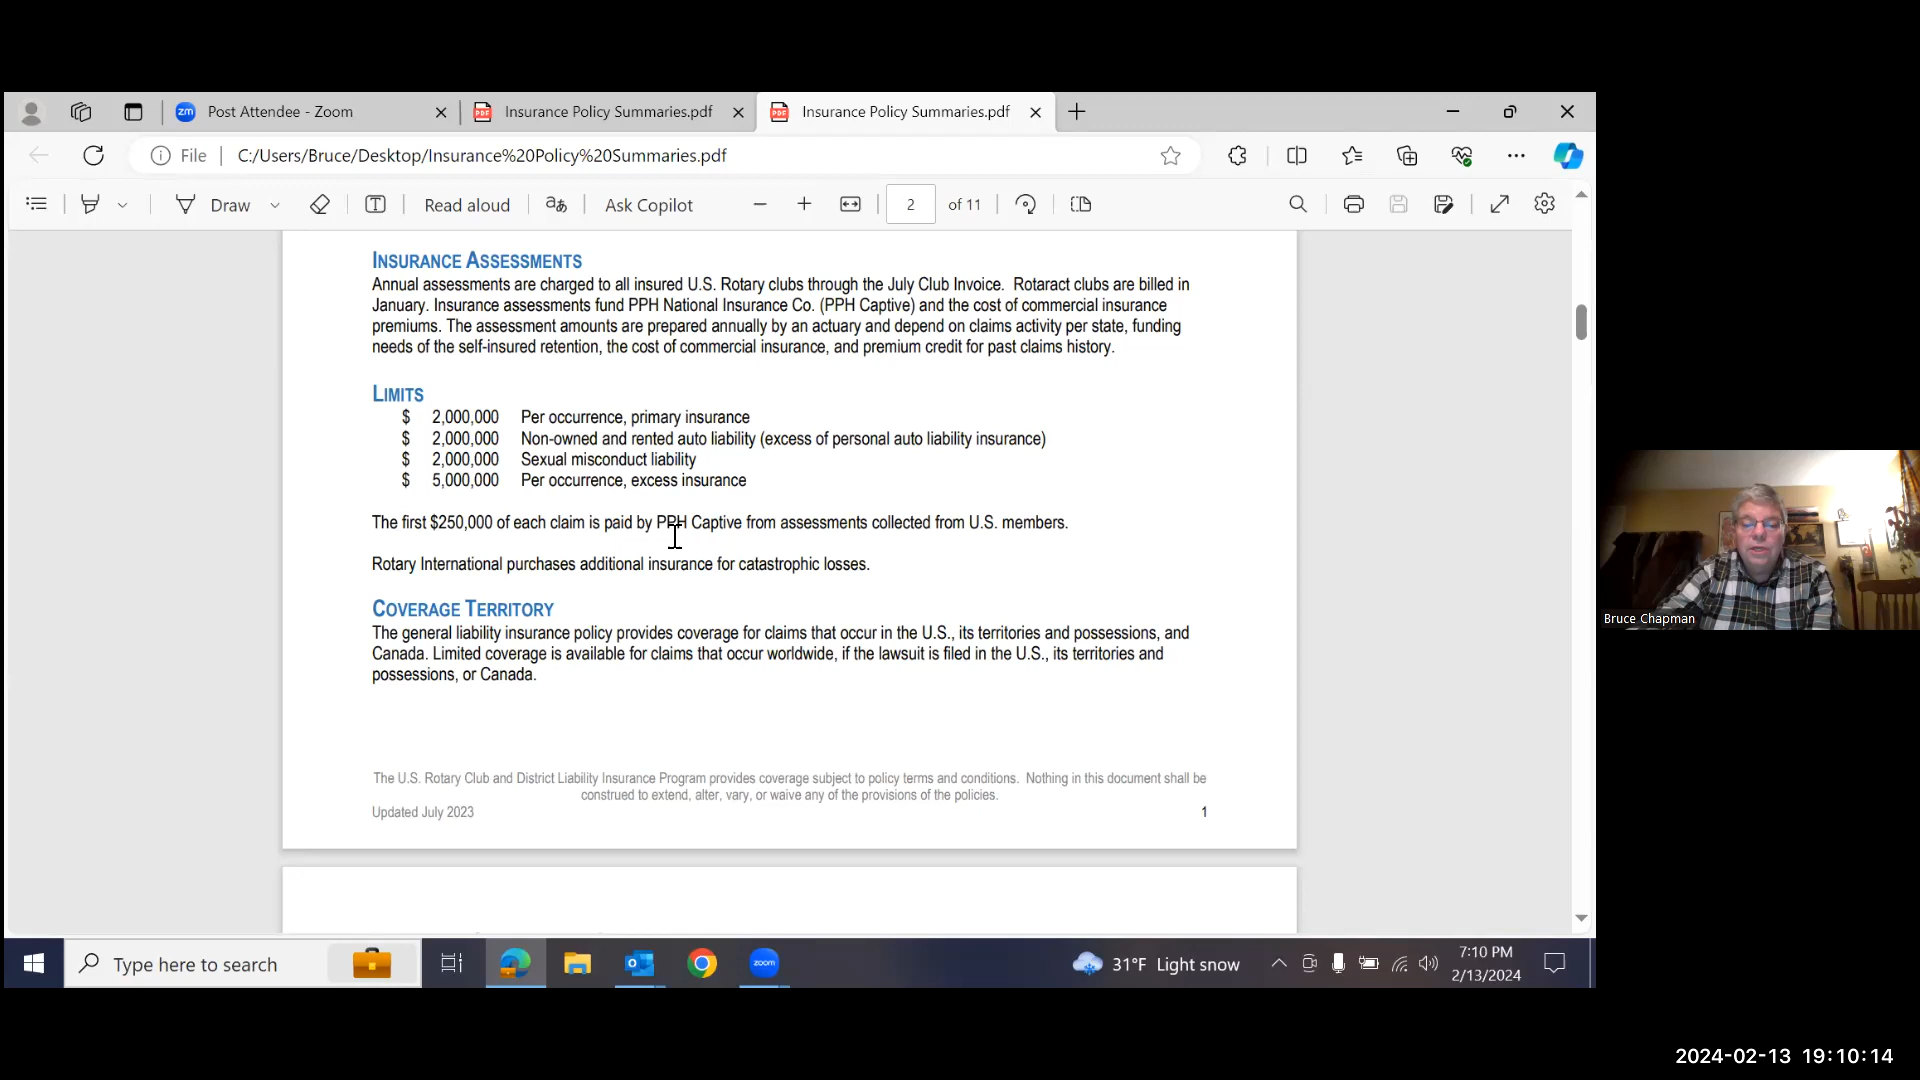 Post Attendee - Zoom
Insurance Policy Summaries.pdf
Insurance Policy Summaries.pdf
File
C:/Users/Bruce/Desktop/Insurance%20Policy%20Summaries.pdf
Draw
Read aloud
Ask Copilot
2 of 11
INSURANCE ASSESSMENTS
Annual assessments are charged to all insured U.S. Rotary clubs through the July Club Invoice. Rotaract clubs are billed in
January. Insurance assessments fund PPH National Insurance Co. (PPH Captive) and the cost of commercial insurance
premiums. The assessment amounts are prepared annually by an actuary and depend on claims activity per state, funding
needs of the self-insured retention, the cost of commercial insurance, and premium credit for past claims history.
LIMITS
$ 2,000,000 Per occurrence, primary insurance
$ 2,000,000 Non-owned and rented auto liability (excess of personal auto liability insurance)
$ 2,000,000 Sexual misconduct liability
$ 5,000,000 Per occurrence, excess insurance
The first $250,000 of each claim is paid by PPH Captive from assessments collected from U.S. members.
Rotary International purchases additional insurance for catastrophic losses.
COVERAGE TERRITORY
The general liability insurance policy provides coverage for claims that occur in the U.S., its territories and possessions, and
Canada. Limited coverage is available for claims that occur worldwide, if the lawsuit is filed in the U.S., its territories and
possessions, or Canada.
The U.S. Rotary Club and District Liability Insurance Program provides coverage subject to policy terms and conditions. Nothing in this document shall be
construed to extend, alter, vary, or waive any of the provisions of the policies.
Updated July 2023
1
Bruce Chapman
Type here to search
zoom
31°F Light snow
7:10 PM
2/13/2024
2024-02-13 19:10:14